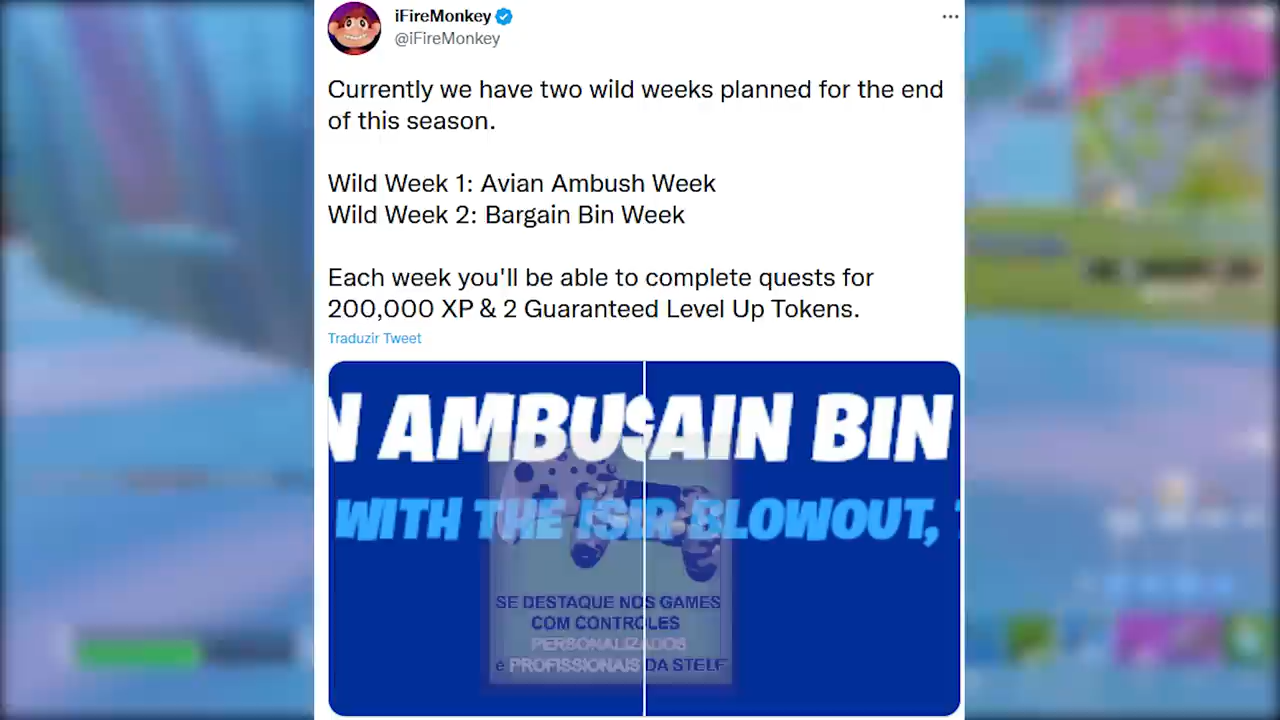 iFireMonkey
@iFireMonkey
Currently we have two wild weeks planned for the end
of this season.
Wild Week 1: Avian Ambush Week
Wild Week 2: Bargain Bin Week
Each week you'll be able to complete quests for
200,000 XP & 2 Guaranteed Level Up Tokens.
Traduzir Tweet
N AMBUS
AIN BIN
WITH THE
BLOWOUT,
SE DESTAQUE NOS GAMES
COM CONTROLES
PERSONALIZADOS
e PROFISSIONAIS DA STELF